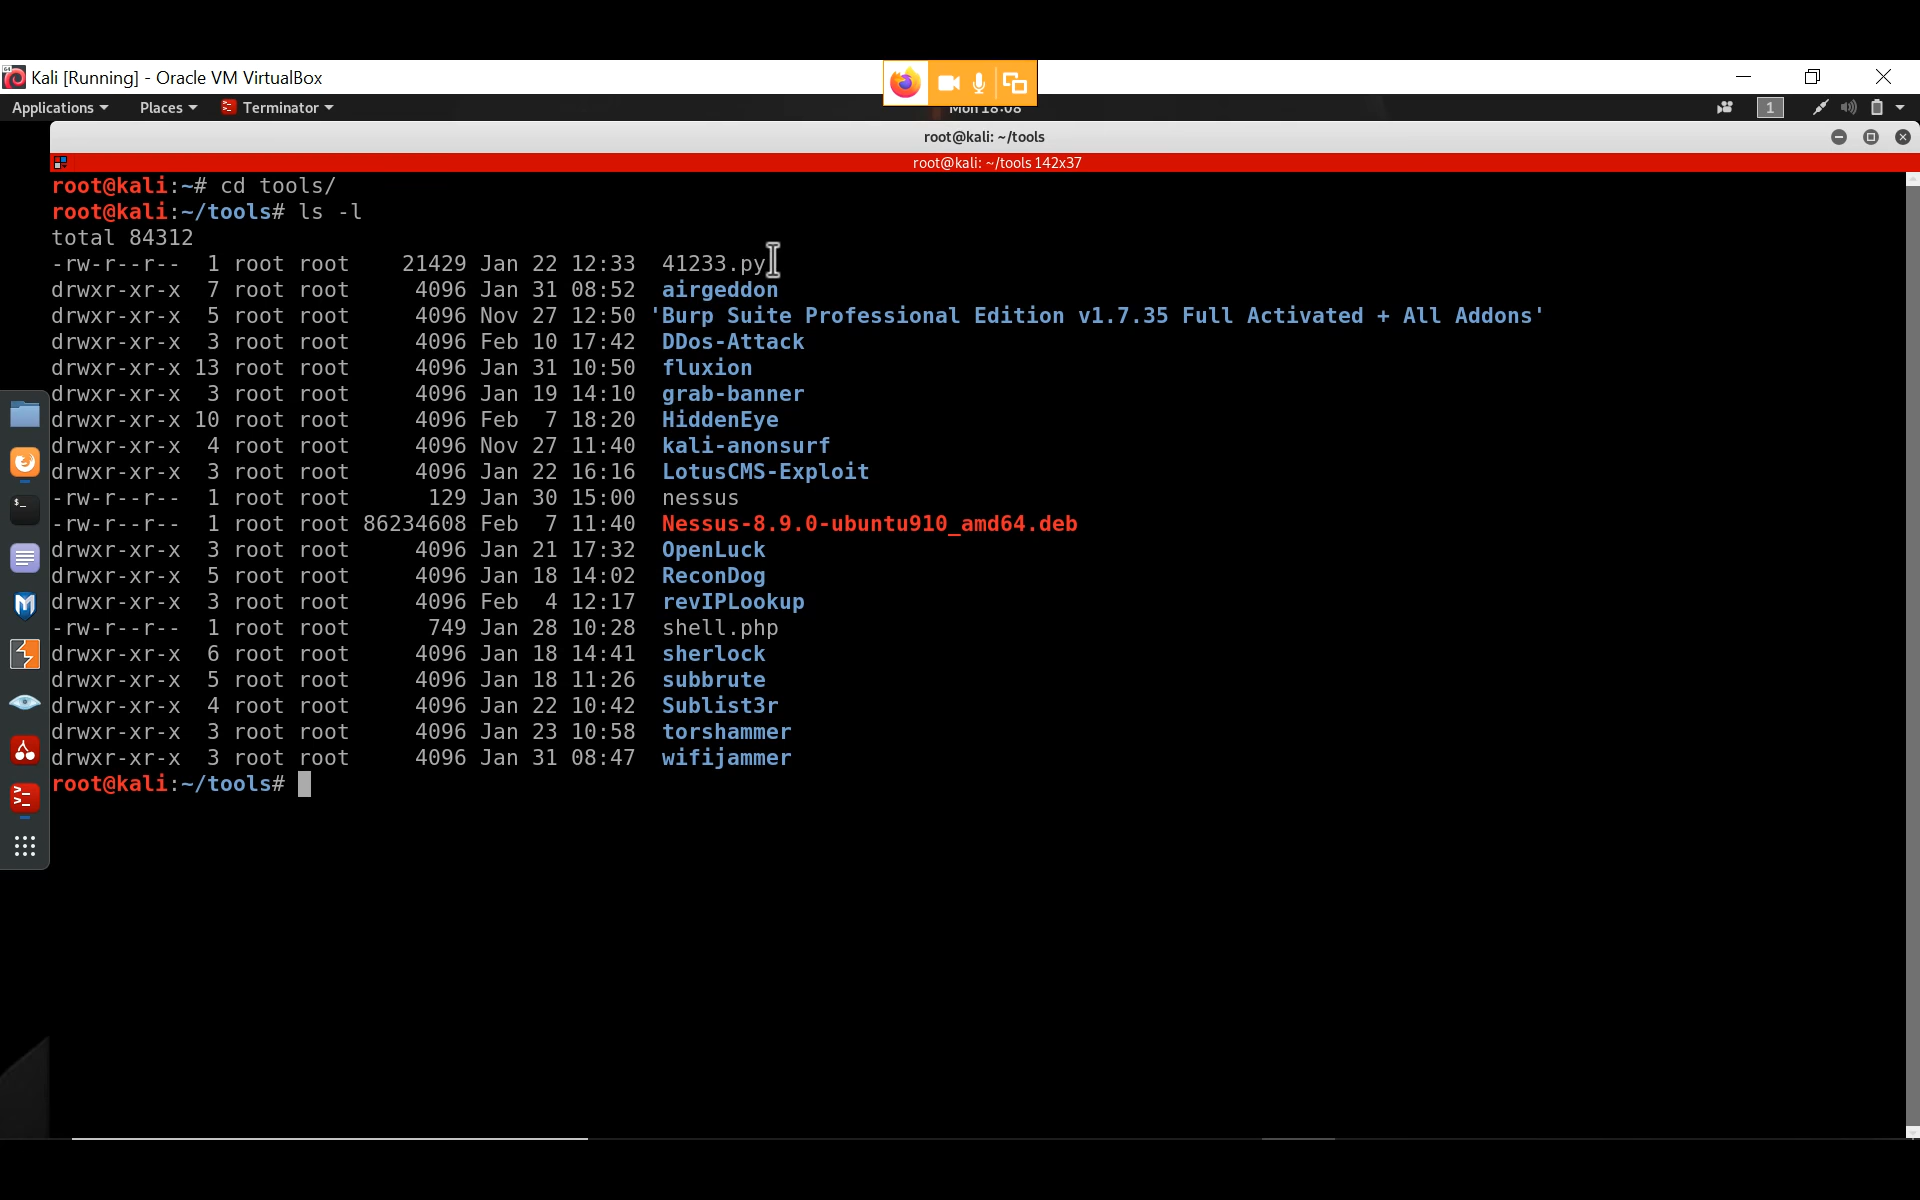 Kali [Running] - Oracle VM VirtualBox
Applications Places Terminator Mon 18:08 1
root@kali: ~/tools
root@kali: ~/tools 142x37
root@kali:~# cd tools/
root@kali:~/tools# ls -l
total 84312
-rw-r--r--  1 root root    21429 Jan 22 12:33  41233.py
drwxr-xr-x  7 root root     4096 Jan 31 08:52  airgeddon
drwxr-xr-x  5 root root     4096 Nov 27 12:50 'Burp Suite Professional Edition v1.7.35 Full Activated + All Addons'
drwxr-xr-x  3 root root     4096 Feb 10 17:42  DDos-Attack
drwxr-xr-x 13 root root     4096 Jan 31 10:50  fluxion
drwxr-xr-x  3 root root     4096 Jan 19 14:10  grab-banner
drwxr-xr-x 10 root root     4096 Feb  7 18:20  HiddenEye
drwxr-xr-x  4 root root     4096 Nov 27 11:40  kali-anonsurf
drwxr-xr-x  3 root root     4096 Jan 22 16:16  LotusCMS-Exploit
-rw-r--r--  1 root root      129 Jan 30 15:00  nessus
-rw-r--r--  1 root root 86234608 Feb  7 11:40  Nessus-8.9.0-ubuntu910_amd64.deb
drwxr-xr-x  3 root root     4096 Jan 21 17:32  OpenLuck
drwxr-xr-x  5 root root     4096 Jan 18 14:02  ReconDog
drwxr-xr-x  3 root root     4096 Feb  4 12:17  revIPLookup
-rw-r--r--  1 root root      749 Jan 28 10:28  shell.php
drwxr-xr-x  6 root root     4096 Jan 18 14:41  sherlock
drwxr-xr-x  5 root root     4096 Jan 18 11:26  subbrute
drwxr-xr-x  4 root root     4096 Jan 22 10:42  Sublist3r
drwxr-xr-x  3 root root     4096 Jan 23 10:58  torshammer
drwxr-xr-x  3 root root     4096 Jan 31 08:47  wifijammer
root@kali:~/tools#